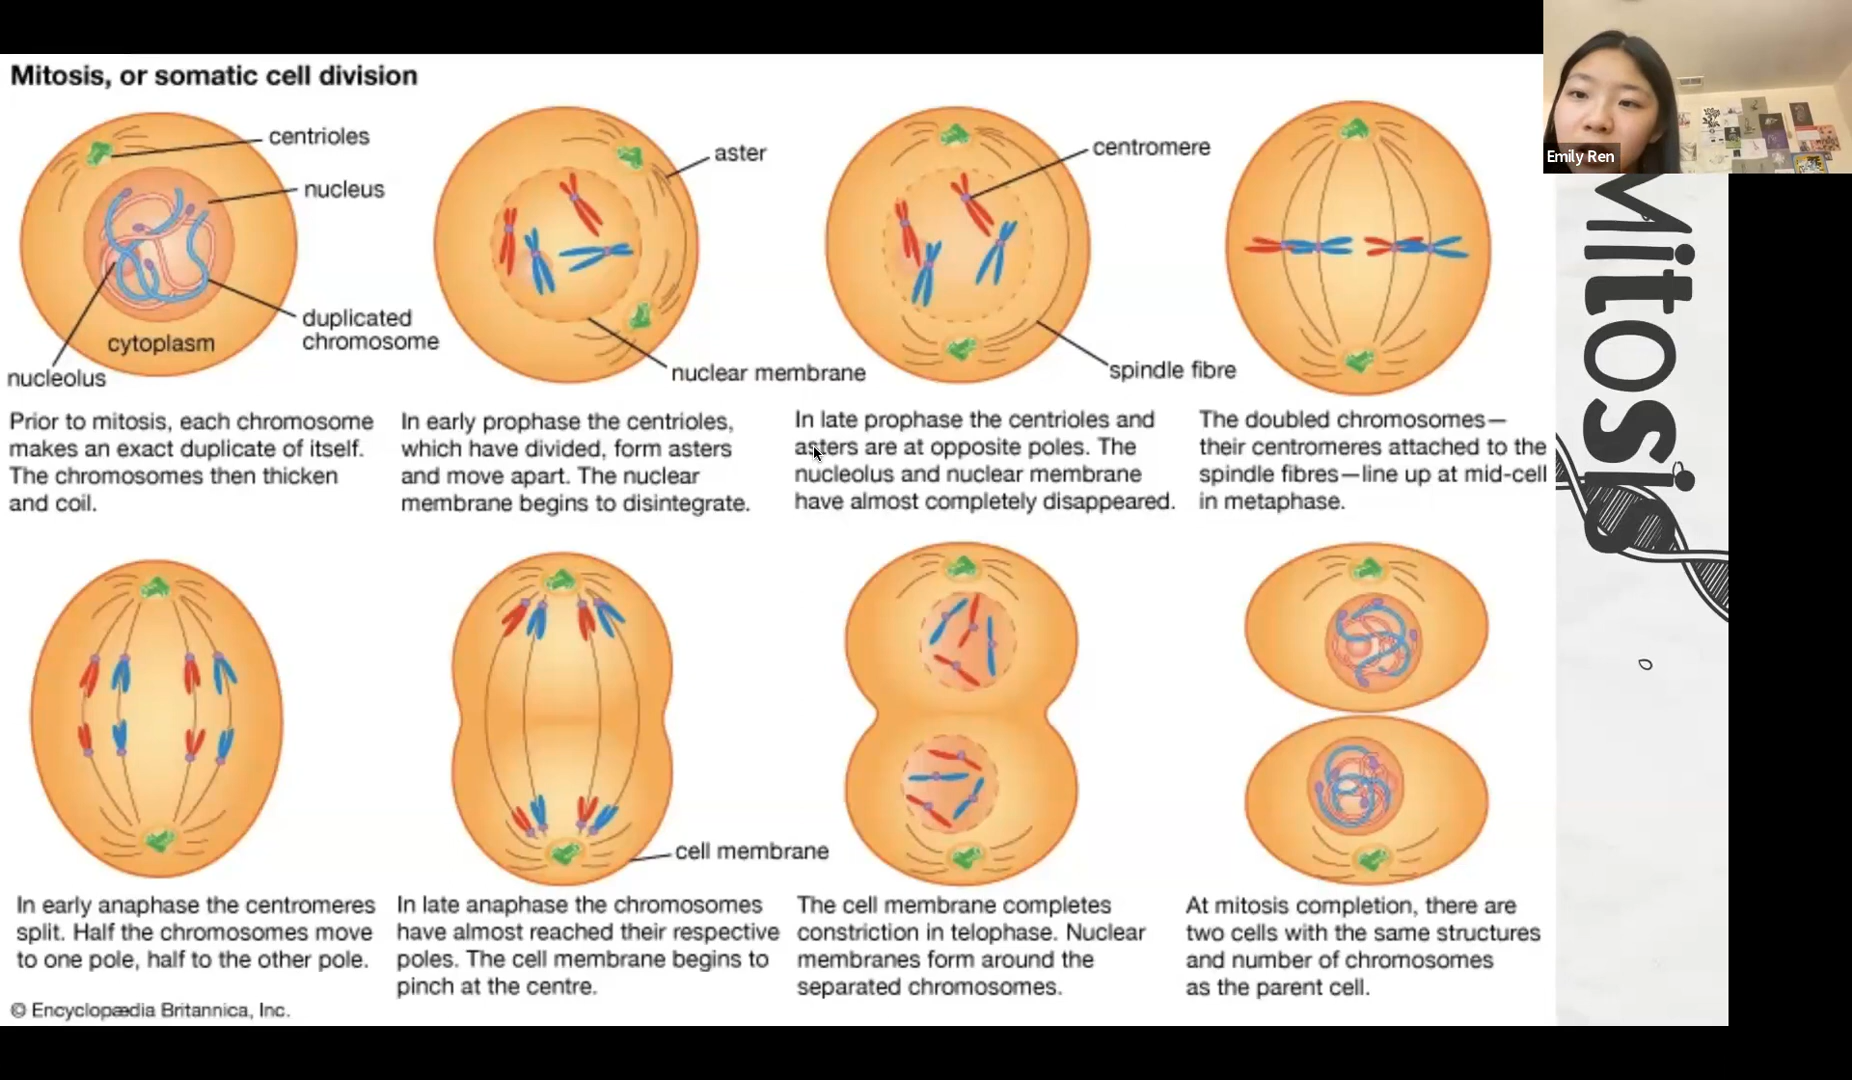 Mitosis, or somatic cell division
centrioles
nucleus
duplicated
chromosome
cytoplasm
nucleolus
aster
nuclear membrane
centromere
spindle fibre
Prior to mitosis, each chromosome
makes an exact duplicate of itself.
The chromosomes then thicken
and coil.
In early prophase the centrioles,
which have divided, form asters
and move apart. The nuclear
membrane begins to disintegrate.
In late prophase the centrioles and
asters are at opposite poles. The
nucleolus and nuclear membrane
have almost completely disappeared.
The doubled chromosomes—
their centromeres attached to the
spindle fibres—line up at mid-cell
in metaphase.
cell membrane
In early anaphase the centromeres
split. Half the chromosomes move
to one pole, half to the other pole.
In late anaphase the chromosomes
have almost reached their respective
poles. The cell membrane begins to
pinch at the centre.
The cell membrane completes
constriction in telophase. Nuclear
membranes form around the
separated chromosomes.
At mitosis completion, there are
two cells with the same structures
and number of chromosomes
as the parent cell.
© Encyclopædia Britannica, Inc.
Emily Ren
Mitosis